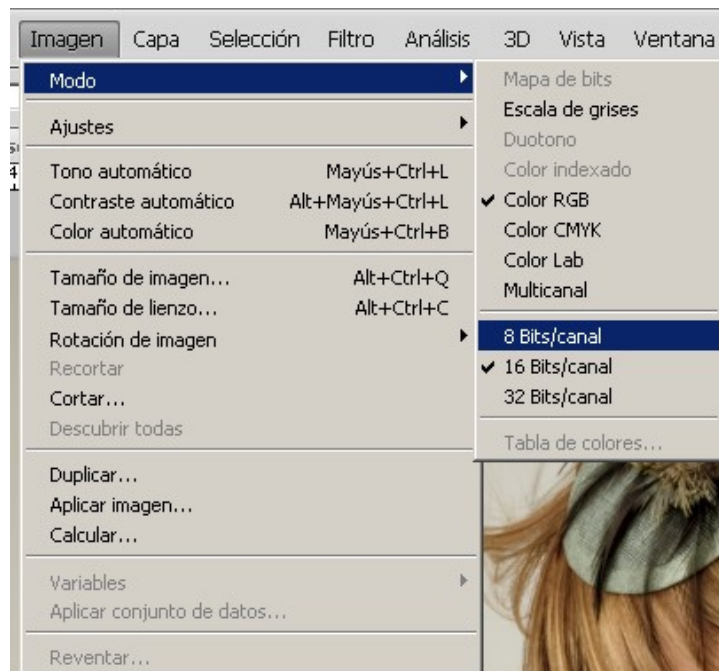 Imagen Capa Selección Filtro Análisis 3D Vista Ventana
Modo
Ajustes
Tono automático Mayús+Ctrl+L
Contraste automático Alt+Mayús+Ctrl+L
Color automático Mayús+Ctrl+B
Tamaño de imagen... Alt+Ctrl+Q
Tamaño de lienzo... Alt+Ctrl+C
Rotación de imagen
Recortar
Cortar...
Descubrir todas
Duplicar...
Aplicar imagen...
Calcular...
Variables
Aplicar conjunto de datos...
Reventar...
Mapa de bits
Escala de grises
Duotono
Color indexado
Color RGB
Color CMYK
Color Lab
Multicanal
8 Bits/canal
16 Bits/canal
32 Bits/canal
Tabla de colores...